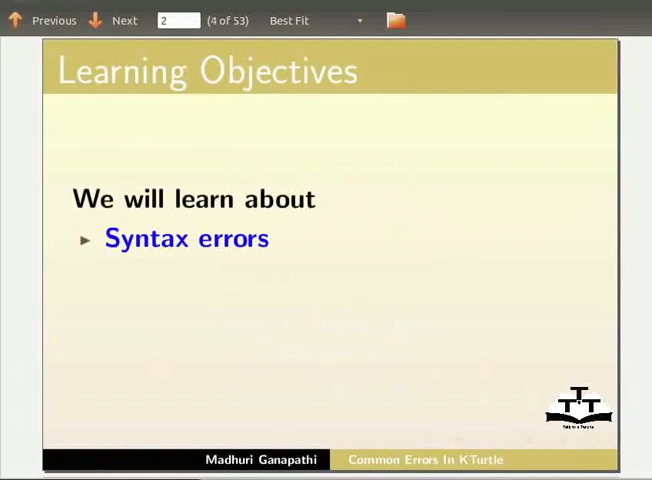 Previous Next 2 (4 of 53) Best Fit
Learning Objectives
We will learn about
Syntax errors
Madhuri Ganapathi Common Errors In KTurtle